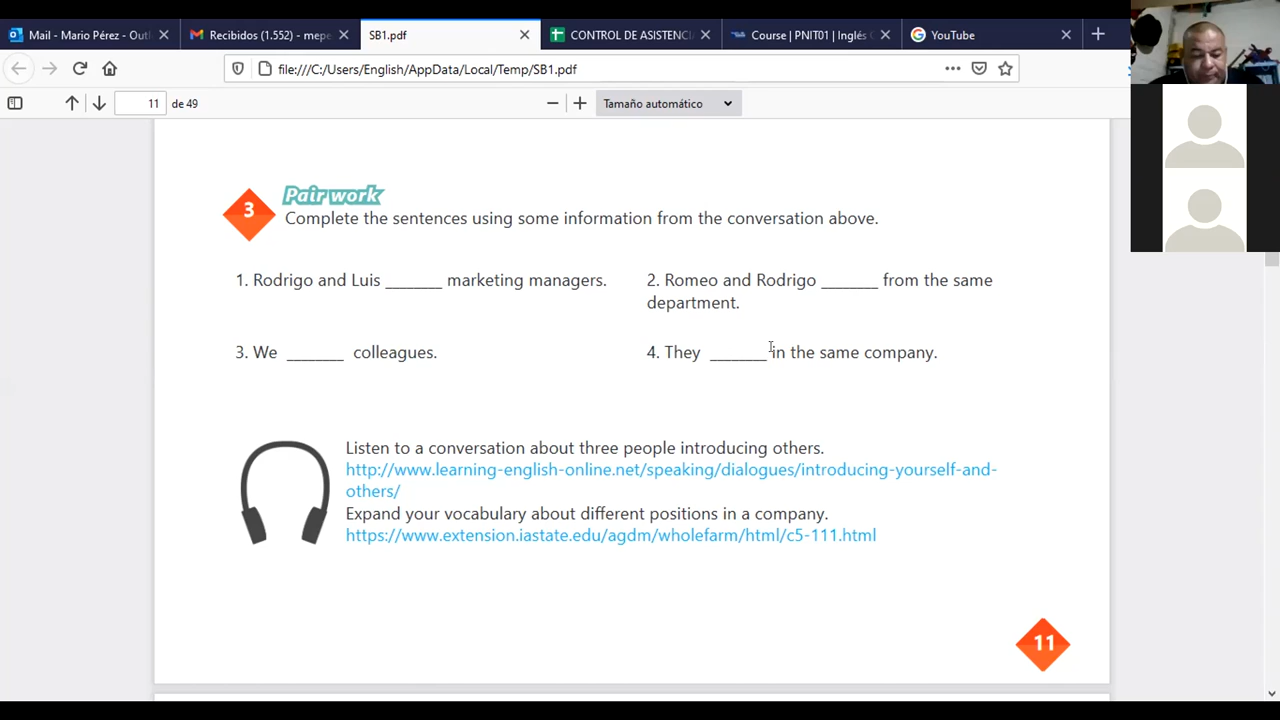 Mail - Mario Pérez - Outl
Recibidos (1.552) - mepe
SB1.pdf
CONTROL DE ASISTENCI
Course | PNIT01 | Inglés
YouTube
file:///C:/Users/English/AppData/Local/Temp/SB1.pdf
11 de 49
Tamaño automático
Pair work
3
Complete the sentences using some information from the conversation above.
1. Rodrigo and Luis ________ marketing managers.
2. Romeo and Rodrigo ________ from the same
department.
3. We ________ colleagues.
4. They ________ in the same company.
Listen to a conversation about three people introducing others.
http://www.learning-english-online.net/speaking/dialogues/introducing-yourself-and-
others/
Expand your vocabulary about different positions in a company.
https://www.extension.iastate.edu/agdm/wholefarm/html/c5-111.html
11